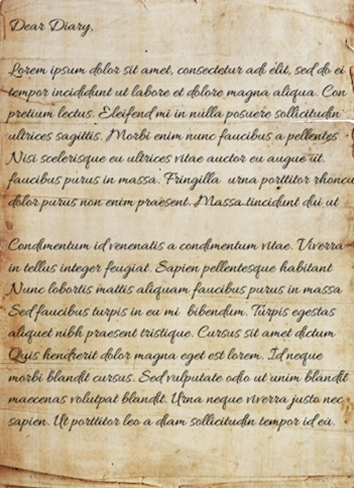 Dear Diary,
Lorem ipsum dolor sit amet, consectetur adi elit, sed do ei
tempor incididunt ut labore et dolore magna aliqua. Con
pretium lectus. Eleifend mi in nulla posuere sollicitudin
ultrices sagittis. Morbi enim nunc faucibus a pellentes
Nisi scelerisque eu ultrices vitae auctor eu augue ut.
faucibus purus in massa. Fringilla urna porttitor rhoncu
dolor purus non enim praesent. Massa tincidunt dui ut
Condimentum id venenatis a condimentum vitae. Viverra
in tellus integer feugiat. Sapien pellentesque habitant
Nunc lobortis mattis aliquam faucibus purus in massa
Sed faucibus turpis in eu mi bibendum. Turpis egestas
aliquet nibh praesent tristique. Cursus sit amet dictum
Quis hendrerit dolor magna eget est lorem. Id neque
morbi blandit cursus. Sed vulputate odio ut enim blandit
maecenas volutpat blandit. Urna neque viverra justo nec
sapien. Ut porttitor leo a diam sollicitudin tempor id eu.